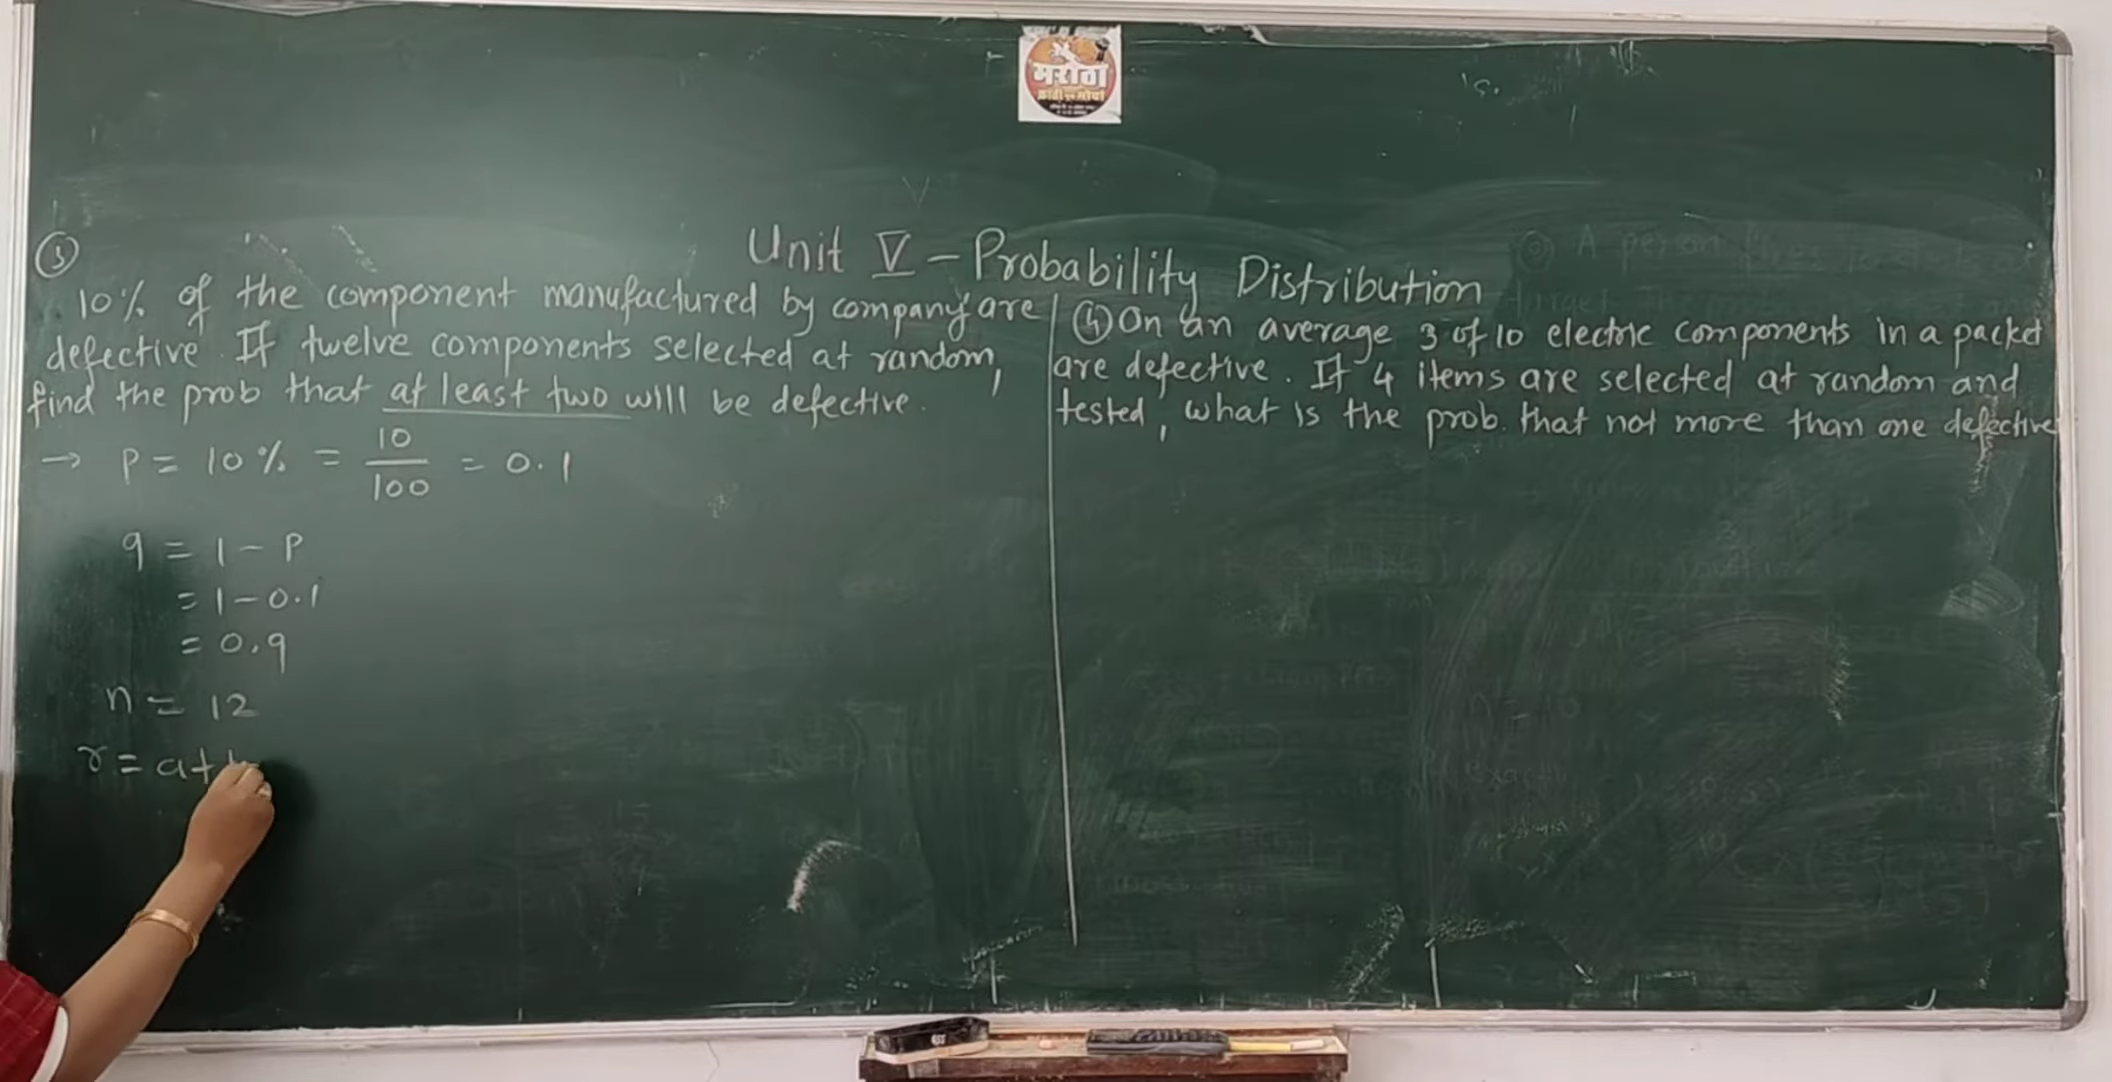 मराठा
Unit V - Probability Distribution
③
10% of the component manufactured by company are
defective. If twelve components selected at random,
find the prob that at least two will be defective.
→ P = 10% = 10/100 = 0.1
q = 1 - P
= 1 - 0.1
= 0.9
n = 12
r = at
④ On an average 3 of 10 electric components in a packet
are defective. If 4 items are selected at random and
tested, what is the prob. that not more than one defective